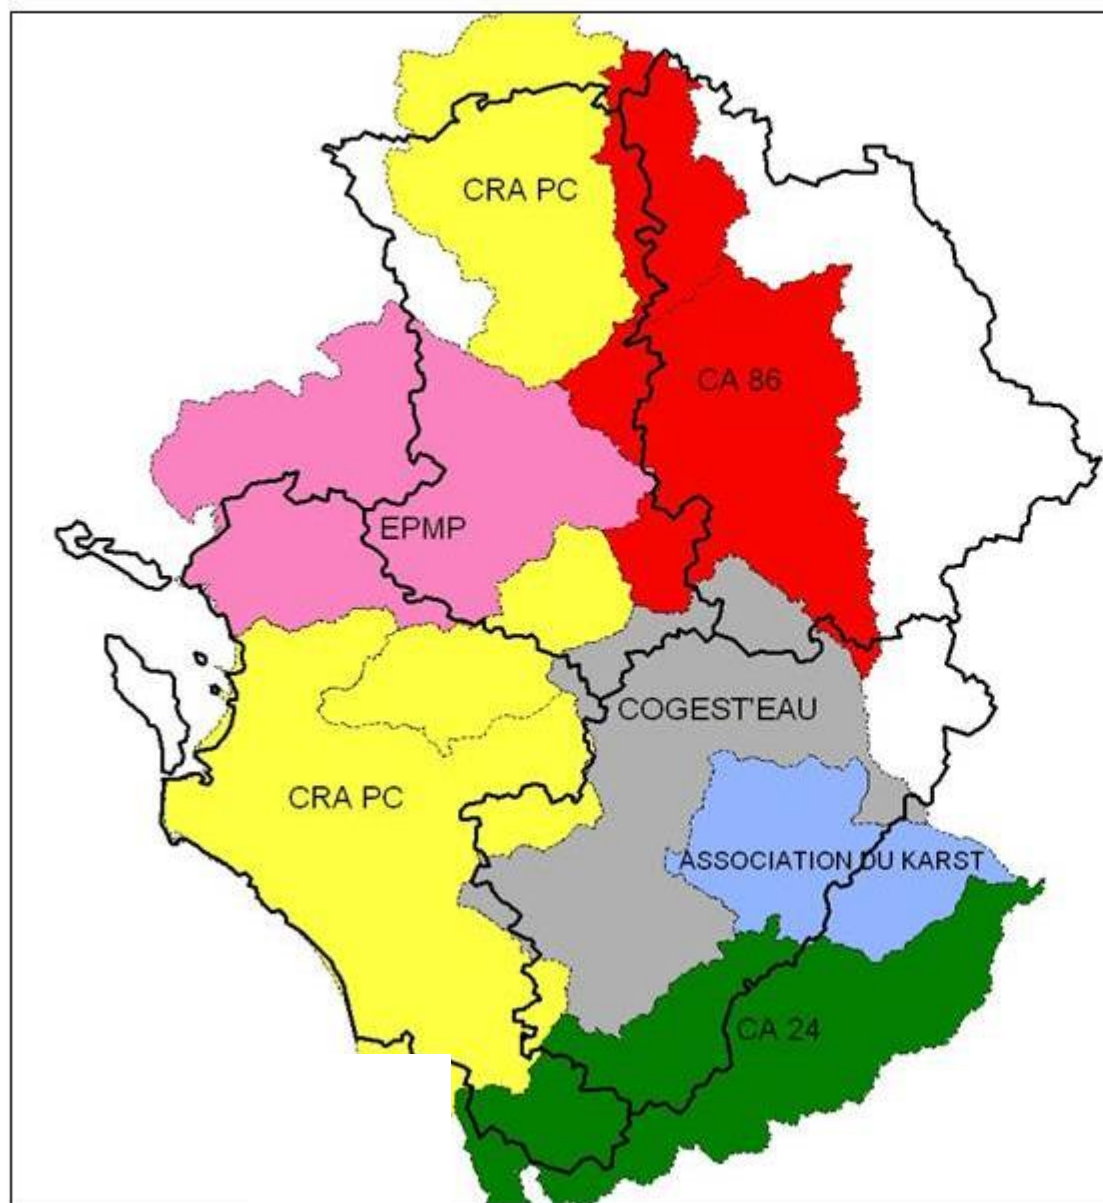 CRA PC
CA 86
EPMP
COGEST'EAU
CRA PC
ASSOCIATION DU KARST
CA 24